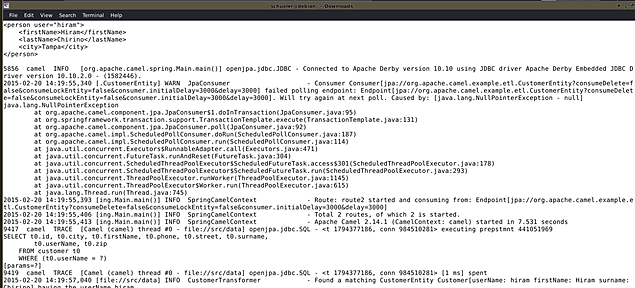 schueler@debian: ~Downloads
File Edit View Search Terminal Help
<person user="hiram">
<firstName>Hiram</firstName>
<lastName>Chirino</lastName>
<city>Tampa</city>
</person>
5856 camel INFO [org.apache.camel.spring.Main.main()] openjpa.jdbc.JDBC - Connected to Apache Derby version 10.10 using JDBC driver Apache Derby Embedded JDBC D
river version 10.10.2.0 - (1582446).
2015-02-20 14:19:55,340 [.CustomerEntity] WARN JpaConsumer - Consumer Consumer[jpa://org.apache.camel.example.etl.CustomerEntity?consumeDelete=
false&consumeLockEntity=false&consumer.initialDelay=3000&delay=3000] failed polling endpoint: Endpoint[jpa://org.apache.camel.example.etl.CustomerEntity?consumeDelet
e=false&consumeLockEntity=false&consumer.initialDelay=3000&delay=3000]. Will try again at next poll. Caused by: [java.lang.NullPointerException - null]
java.lang.NullPointerException
at org.apache.camel.component.jpa.JpaConsumer$1.doInTransaction(JpaConsumer.java:95)
at org.springframework.transaction.support.TransactionTemplate.execute(TransactionTemplate.java:131)
at org.apache.camel.component.jpa.JpaConsumer.poll(JpaConsumer.java:92)
at org.apache.camel.impl.ScheduledPollConsumer.doRun(ScheduledPollConsumer.java:187)
at org.apache.camel.impl.ScheduledPollConsumer.run(ScheduledPollConsumer.java:114)
at java.util.concurrent.Executors$RunnableAdapter.call(Executors.java:471)
at java.util.concurrent.FutureTask.runAndReset(FutureTask.java:304)
at java.util.concurrent.ScheduledThreadPoolExecutor$ScheduledFutureTask.access$301(ScheduledThreadPoolExecutor.java:178)
at java.util.concurrent.ScheduledThreadPoolExecutor$ScheduledFutureTask.run(ScheduledThreadPoolExecutor.java:293)
at java.util.concurrent.ThreadPoolExecutor.runWorker(ThreadPoolExecutor.java:1145)
at java.util.concurrent.ThreadPoolExecutor$Worker.run(ThreadPoolExecutor.java:615)
at java.lang.Thread.run(Thread.java:745)
2015-02-20 14:19:55,393 [ing.Main.main()] INFO SpringCamelContext - Route: route2 started and consuming from: Endpoint[jpa://org.apache.camel.example.e
tl.CustomerEntity?consumeDelete=false&consumeLockEntity=false&consumer.initialDelay=3000&delay=3000]
2015-02-20 14:19:55,406 [ing.Main.main()] INFO SpringCamelContext - Total 2 routes, of which 2 is started.
2015-02-20 14:19:55,413 [ing.Main.main()] INFO SpringCamelContext - Apache Camel 2.14.1 (CamelContext: camel) started in 7.531 seconds
9417 camel TRACE [Camel (camel) thread #0 - file://src/data] openjpa.jdbc.SQL - <t 1794377186, conn 984510281> executing prepstmnt 441051969
SELECT t0.id, t0.city, t0.firstName, t0.phone, t0.street, t0.surname,
t0.userName, t0.zip
FROM customer t0
WHERE (t0.userName = ?)
[params=?]
9419 camel TRACE [Camel (camel) thread #0 - file://src/data] openjpa.jdbc.SQL - <t 1794377186, conn 984510281> [1 ms] spent
2015-02-20 14:19:57,040 [ - file://src/data] INFO CustomerTransformer - Found a matching CustomerEntity Customer[userName: hiram firstName: Hiram surname:
Chirino] having the userName hiram.